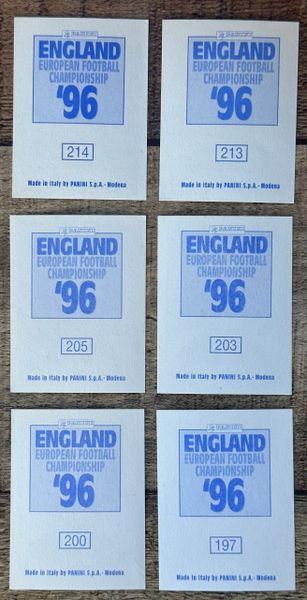 PANINI
ENGLAND
EUROPEAN FOOTBALL
CHAMPIONSHIP
'96
214
Made in Italy by PANINI S.p.A. - Modena
PANINI
ENGLAND
EUROPEAN FOOTBALL
CHAMPIONSHIP
'96
213
Made in Italy by PANINI S.p.A. - Modena
PANINI
ENGLAND
EUROPEAN FOOTBALL
CHAMPIONSHIP
'96
205
Made in Italy by PANINI S.p.A. - Modena
PANINI
ENGLAND
EUROPEAN FOOTBALL
CHAMPIONSHIP
'96
203
Made in Italy by PANINI S.p.A. - Modena
PANINI
ENGLAND
EUROPEAN FOOTBALL
CHAMPIONSHIP
'96
200
Made in Italy by PANINI S.p.A. - Modena
PANINI
ENGLAND
EUROPEAN FOOTBALL
CHAMPIONSHIP
'96
197
Made in Italy by PANINI S.p.A. - Modena